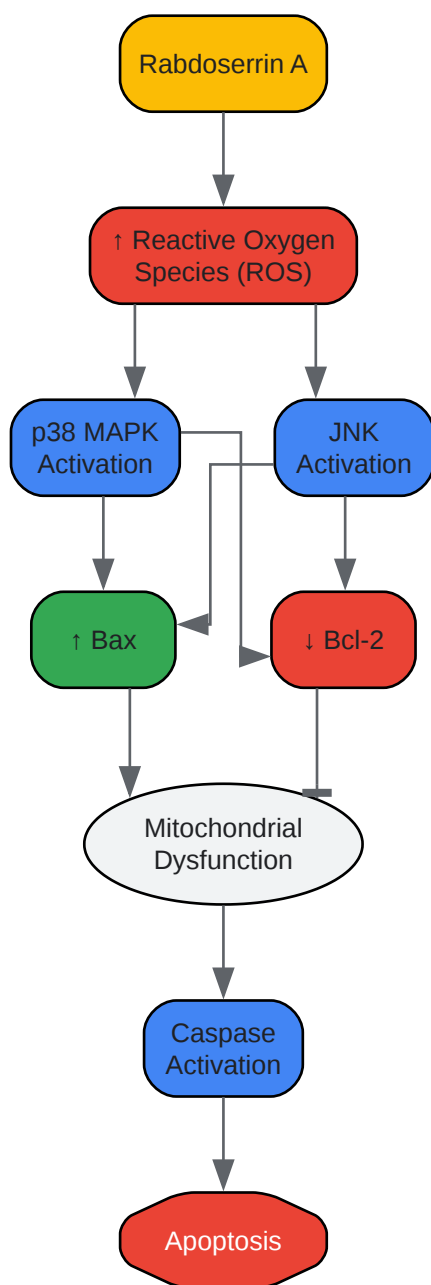 Rabdoserrin A
↑ Reactive Oxygen
Species (ROS)
p38 MAPK
Activation
JNK
Activation
↑ Bax
↓ Bcl-2
Mitochondrial
Dysfunction
Caspase
Activation
Apoptosis